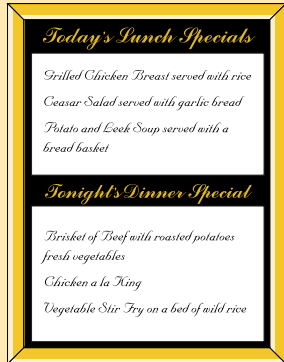 Today's Lunch Specials
Grilled Chicken Breast served with rice
Ceasar Salad served with garlic bread
Potato and Leek Soup served with a
bread basket
Tonight's Dinner Special
Brisket of Beef with roasted potatoes
fresh vegetables
Chicken a la King
Vegetable Stir Fry on a bed of wild rice